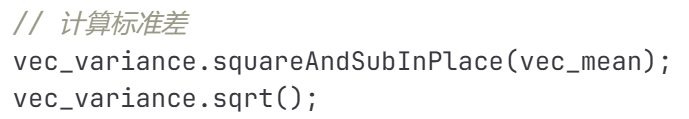 // 计算标准差
vec_variance.squareAndSubInPlace(vec_mean);
vec_variance.sqrt();